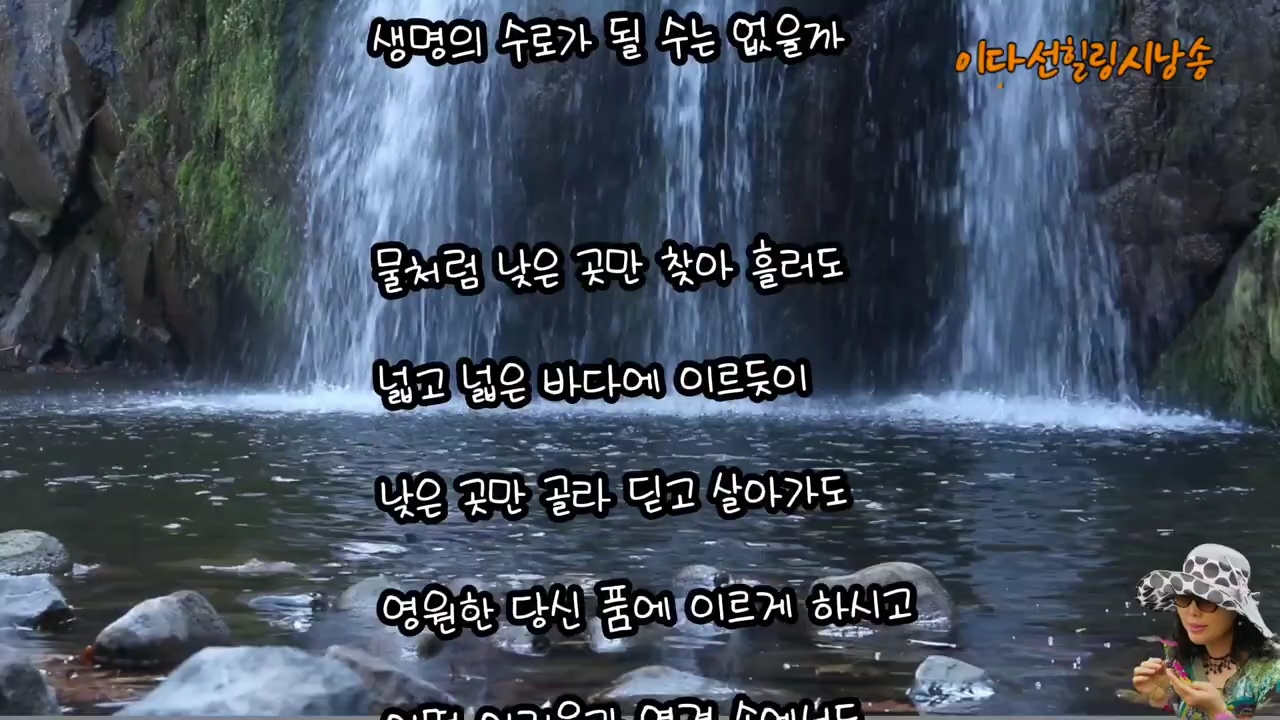 생명의 수로가 될 수는 없을까
이다선힐링시낭송
물처럼 낮은 곳만 찾아 흘러도
넓고 넓은 바다에 이르듯이
낮은 곳만 골라 딛고 살아가도
영원한 당신 품에 이르게 하시고